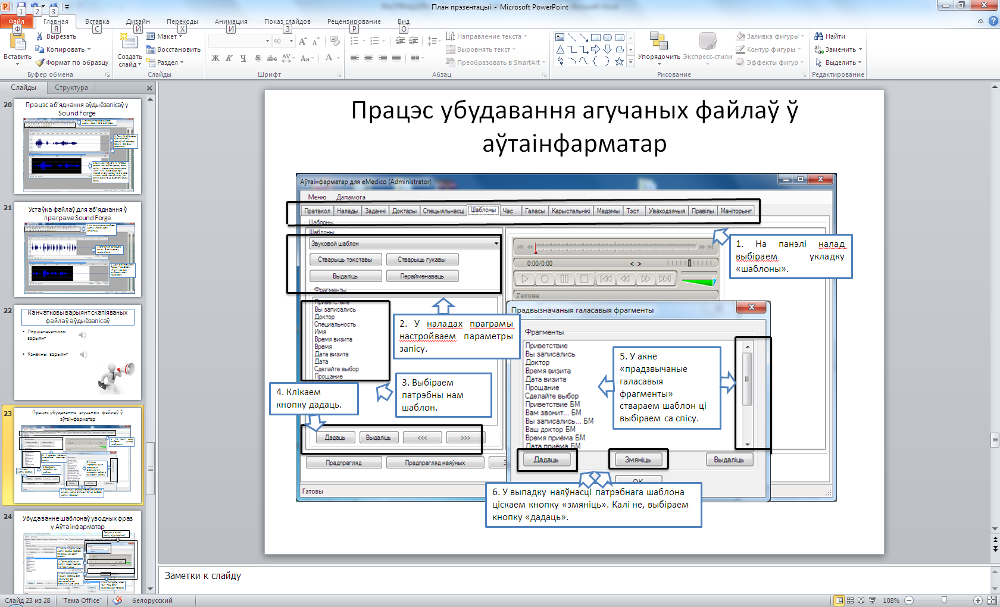 План прэзентацыі - Microsoft PowerPoint
1 2 3
Файл Главная Вставка Дизайн Переходы Анимация Показ слайдов Рецензирование Вид
Ф Я С Й Х И З Р О
Вставить
Вырезать
Копировать
Формат по образцу
Буфер обмена
Создать слайд
Макет
Восстановить
Раздел
Слайды
40
Ж К Ч S abc AV Aa А
Шрифт
Направление текста
Выровнять текст
Преобразовать в SmartArt
Абзац
Упорядочить
Экспресс-стили
Заливка фигуры
Контур фигуры
Эффекты фигур
Рисование
Найти
Заменить
Выделить
Редактирование
Слайды Структура
20
Працэс аб’яднання аўдыёзапісаў у
Sound Forge
21
Устаўка файлаў для аб’яднання ў
праграме Sound Forge
22
Канчатковы варыянт скапіяваных
файлаў аўдыёзапісаў
• Першапачатковы
варыянт
• Канечны варыянт
23
Працэс убудавання агучаных файлаў ў
аўтаінфарматар
24
Убудаванне шаблонаў уводных фраз
у Аўтаінфарматар
Працэс убудавання агучаных файлаў ў
аўтаінфарматар
Аўтаінфарматар для eMedico (Administrator)
Меню Дапамога
Пратакол Налады Заданні Доктары Спецыяльнасці Шаблоны Час Галасы Карыстальнікі Мадэмы Тэст Уваходзячыя Правілы Маніторынг
Шаблоны
Шаблоны
Звуковой шаблон
Стварыць тэкставы Стварыць гукавы
Выдаліць Перайменаваць
Фрагменты
Приветствие
Вы записались
Доктор
Специальность
Имя
Время визита
Время
Дата визита
Дата
Сделайте выбор
Прощание
Дадаць Выдаліць <<< >>>
Прадпрагляд Прадпрагляд наяўных З
Готовы
0:00/0:00 < >
Готовы
1. На панэлі налад
выбіраем укладку
«шаблоны».
2. У наладах праграмы
настройваем параметры
запісу.
3. Выбіраем
патрэбны нам
шаблон.
4. Клікаем
кнопку дадаць.
Прадвызначаныя галасавыя фрагменты
Фрагменты
Приветствие
Вы записались
Доктор
Время визита
Дата визита
Прощание
Сделайте выбор
Приветствие БМ
Вам звонит... БМ
Вы записались... БМ
Ваш доктор БМ
Время приёма БМ
Дата приёма БМ
Дадаць Змяніць Выдаліць
OK
5. У акне
«прадзвычаные
галасавыя
фрагменты»
ствараем шаблон ці
выбіраем са спісу.
6. У выпадку наяўнасці патрэбнага шаблона
ціскаем кнопку «змяніць». Калі не, выбіраем
кнопку «дадаць».
Заметки к слайду
Слайд 23 из 28 "Тема Office" белорусский 108%